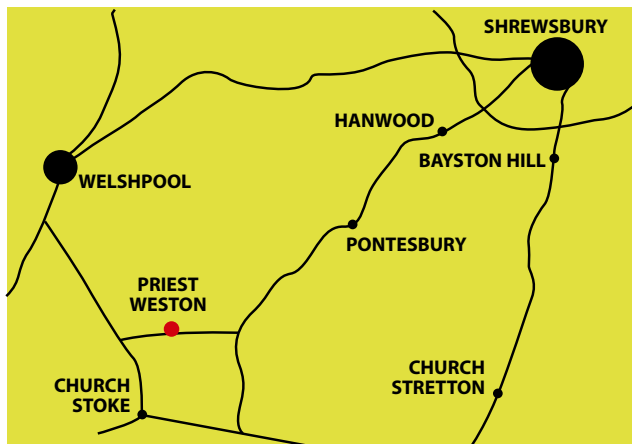 SHREWSBURY
HANWOOD
BAYSTON HILL
WELSHPOOL
PONTESBURY
PRIEST
WESTON
CHURCH
STRETTON
CHURCH
STOKE